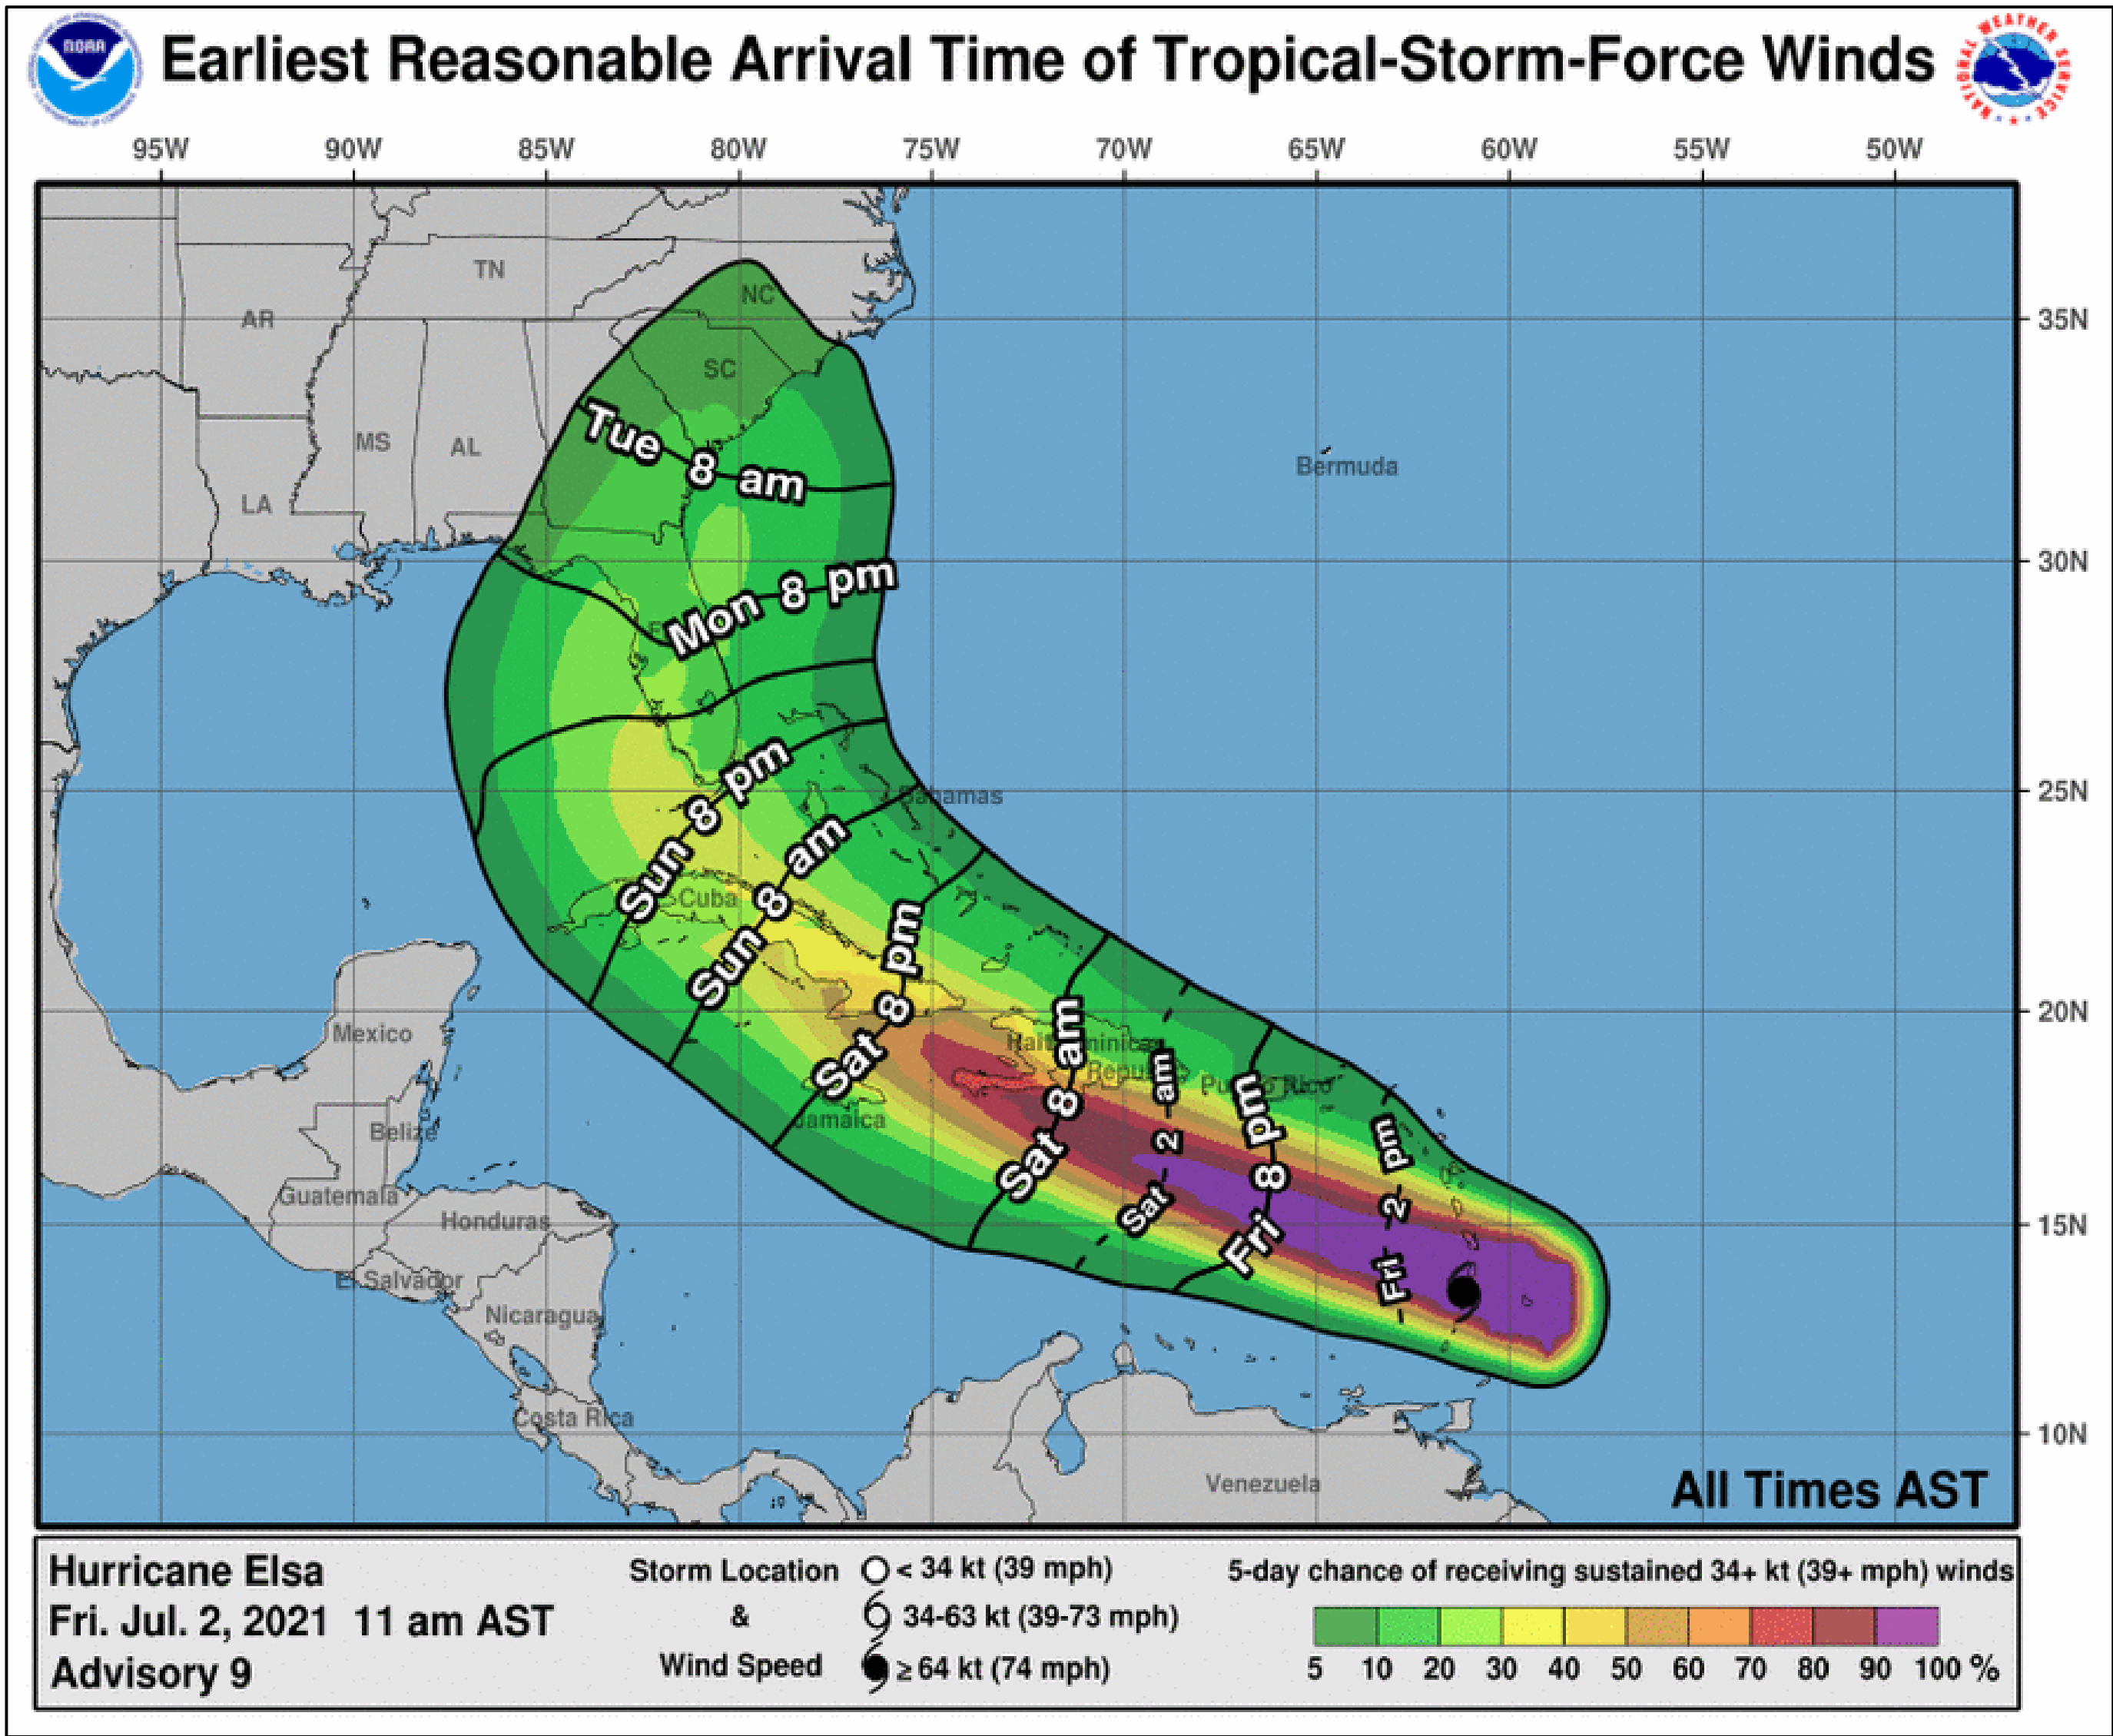 NOAA
Earliest Reasonable Arrival Time of Tropical-Storm-Force Winds
NATIONAL WEATHER SERVICE
95W 90W 85W 80W 75W 70W 65W 60W 55W 50W
TN
NC
AR
35N
SC
Tue 8 am
MS
AL
Bermuda
LA
30N
Mon 8 pm
Sun 8 pm
25N
Bahamas
Sun 8 am
Cuba
Sat 8 pm
20N
Mexico
Sat 8 am
Sat 2 am
Fri 8 pm
Fri 2 pm
Puerto Rico
Jamaica
Belize
Guatemala
Honduras
15N
El Salvador
Nicaragua
Costa Rica
10N
Venezuela
All Times AST
Hurricane Elsa
Fri. Jul. 2, 2021 11 am AST
Advisory 9
Storm Location
&
Wind Speed
< 34 kt (39 mph)
34-63 kt (39-73 mph)
≥ 64 kt (74 mph)
5-day chance of receiving sustained 34+ kt (39+ mph) winds
5 10 20 30 40 50 60 70 80 90 100 %